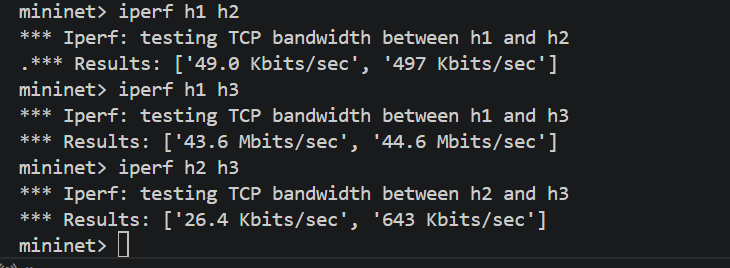 mininet> iperf h1 h2
*** Iperf: testing TCP bandwidth between h1 and h2
.*** Results: ['49.0 Kbits/sec', '497 Kbits/sec']
mininet> iperf h1 h3
*** Iperf: testing TCP bandwidth between h1 and h3
*** Results: ['43.6 Mbits/sec', '44.6 Mbits/sec']
mininet> iperf h2 h3
*** Iperf: testing TCP bandwidth between h2 and h3
*** Results: ['26.4 Kbits/sec', '643 Kbits/sec']
mininet>